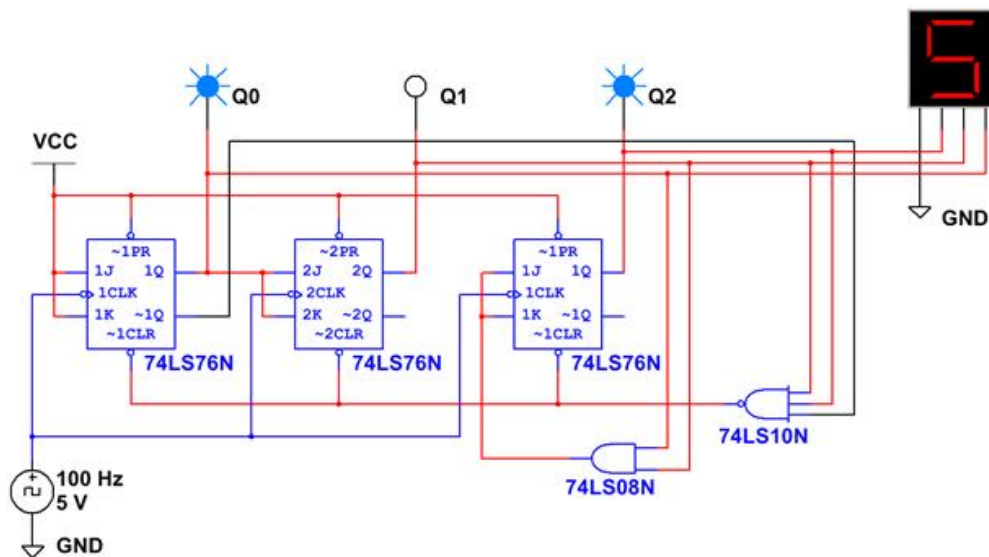 5
Q0
Q1
Q2
VCC
GND
~1PR
~2PR
~1PR
1J 1Q
2J 2Q
1J 1Q
1CLK
2CLK
1CLK
1K ~1Q
2K ~2Q
1K ~1Q
~1CLR
~2CLR
~1CLR
74LS76N
74LS76N
74LS76N
74LS10N
74LS08N
100 Hz
5 V
GND